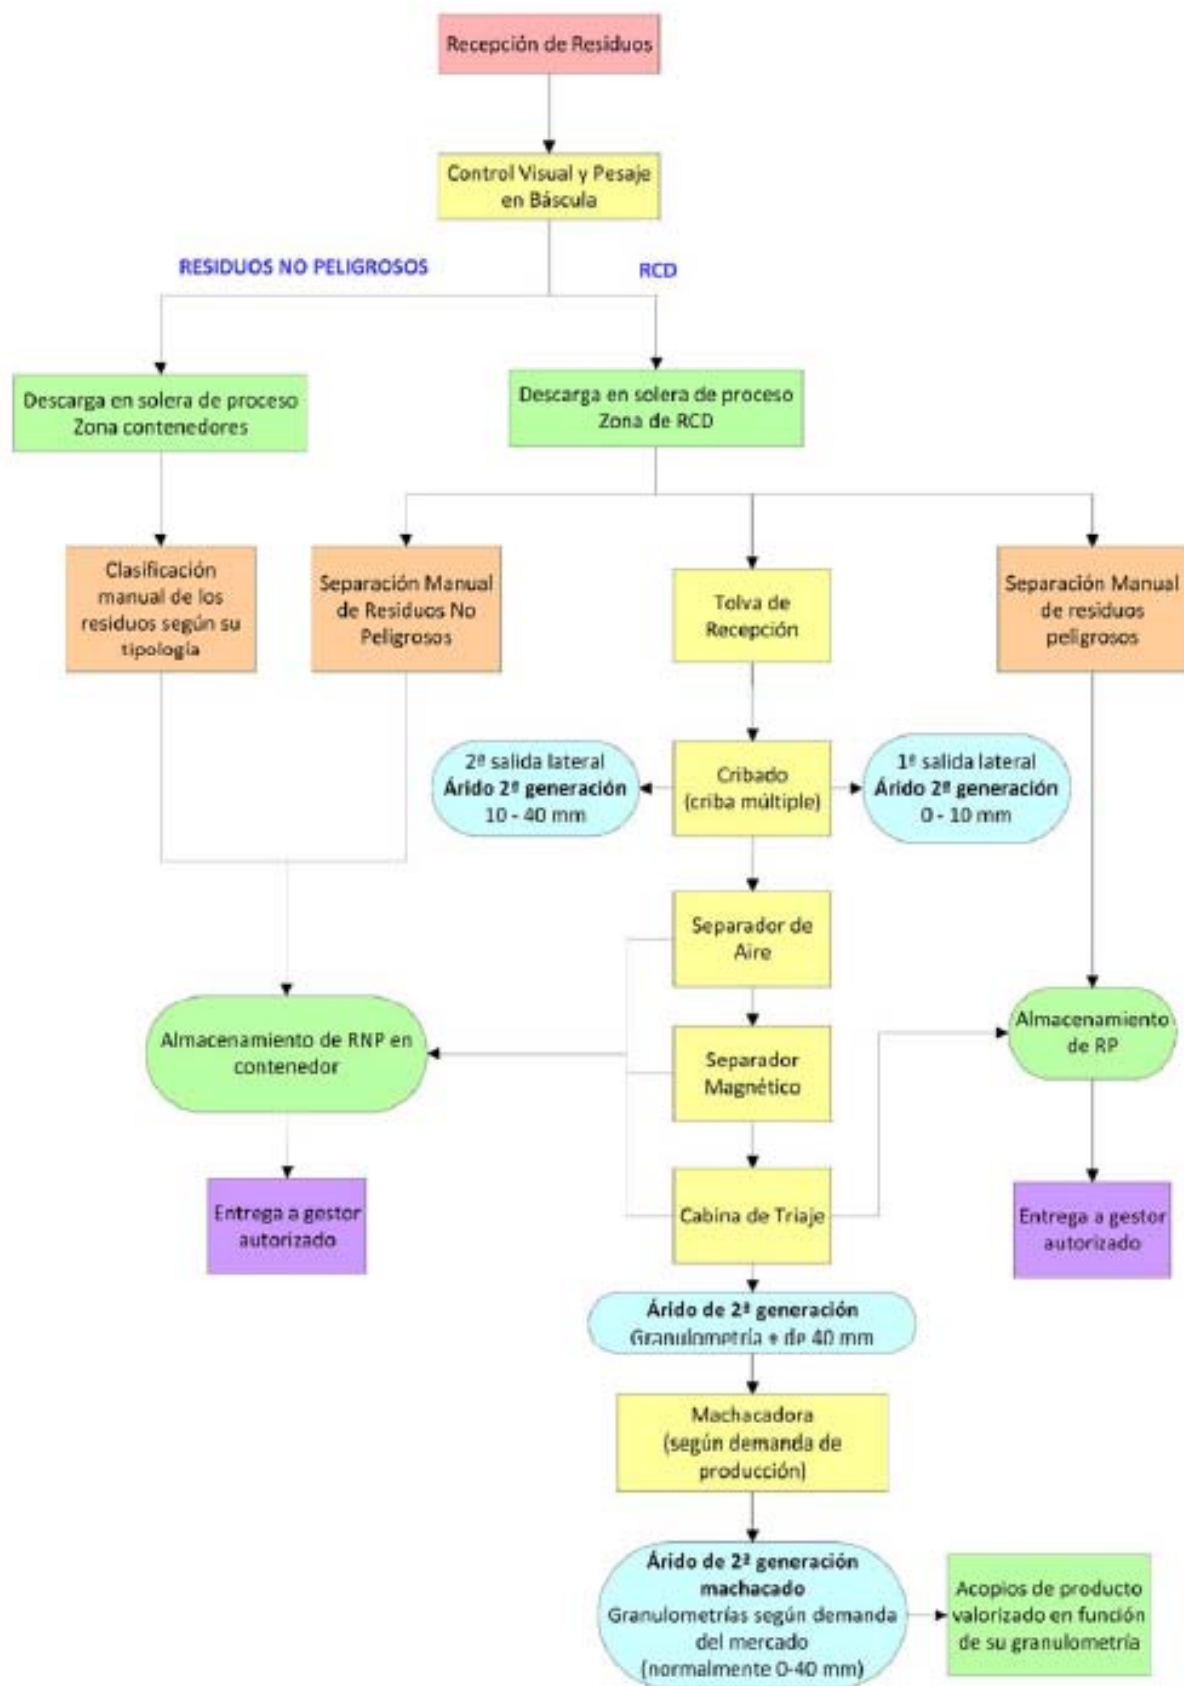 Recepción de Residuos
Control Visual y Pesaje
en Báscula
RESIDUOS NO PELIGROSOS
RCD
Descarga en solera de proceso
Zona contenedores
Descarga en solera de proceso
Zona de RCD
Clasificación
manual de los
residuos según su
tipología
Separación Manual
de Residuos No
Peligrosos
Tolva de
Recepción
Separación Manual
de residuos
peligrosos
2ª salida lateral
Árido 2ª generación
10 - 40 mm
Cribado
(criba múltiple)
1ª salida lateral
Árido 2ª generación
0 - 10 mm
Separador de
Aire
Almacenamiento de RNP en
contenedor
Separador
Magnético
Almacenamiento
de RP
Entrega a gestor
autorizado
Cabina de Triaje
Entrega a gestor
autorizado
Árido de 2ª generación
Granulometría + de 40 mm
Machacadora
(según demanda de
producción)
Árido de 2ª generación
machacado
Granulometrías según demanda
del mercado
(normalmente 0-40 mm)
Acopios de producto
valorizado en función
de su granulometría